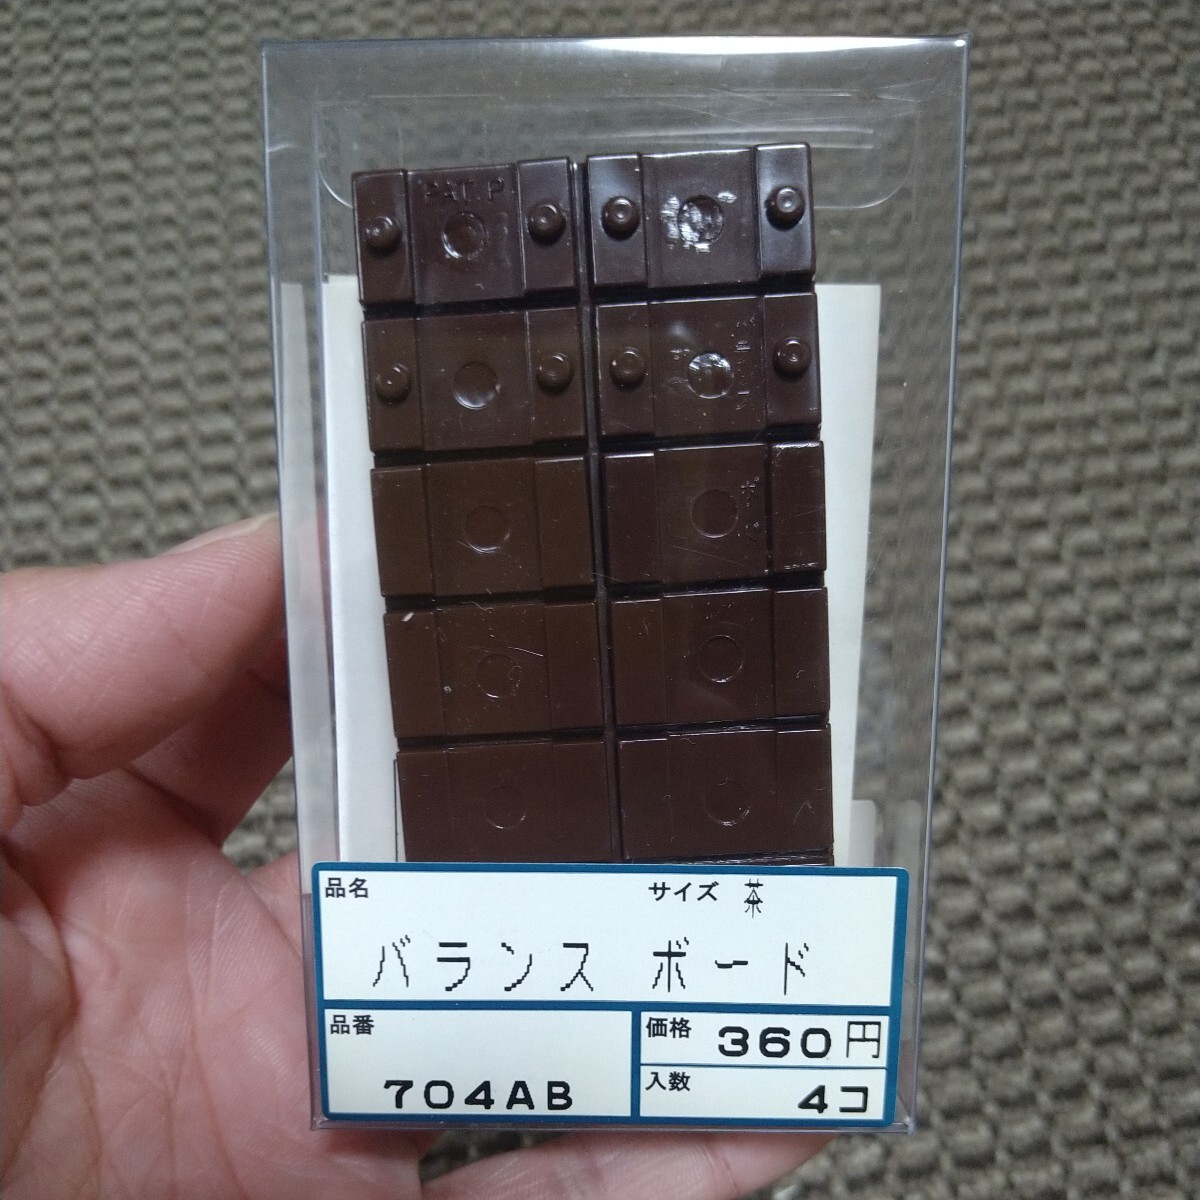 PAT.P
品名
サイズ 茶
バランス ボード
品番
704AB
価格 360円
入数 4コ